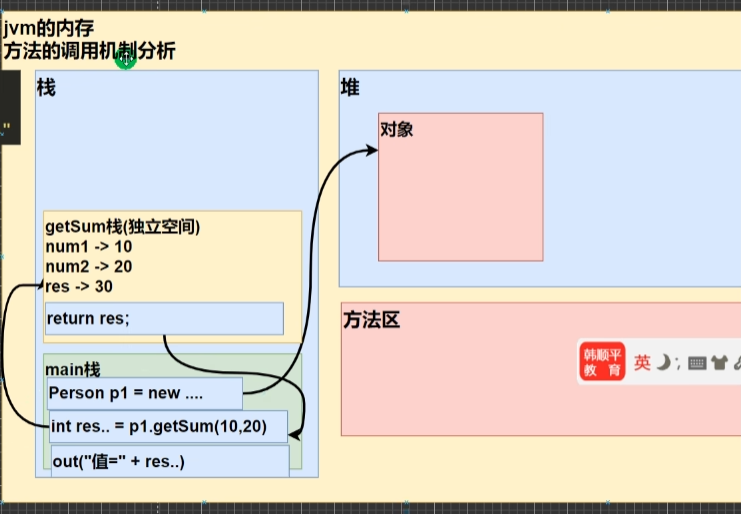 jvm的内存
方法的调用机制分析
"
栈
getSum栈(独立空间)
num1 -> 10
num2 -> 20
res -> 30
return res;
main栈
Person p1 = new ....
int res.. = p1.getSum(10,20)
out("值=" + res..)
堆
对象
方法区
韩顺平
教育
英
;